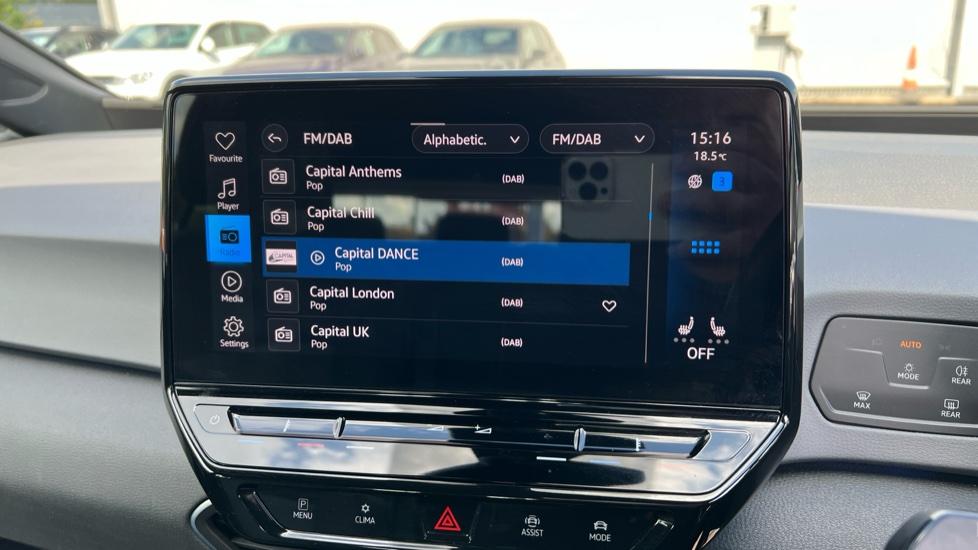 FM/DAB
Alphabetic.
FM/DAB
15:16
18.5°C
3
Favourite
Player
Radio
Media
Settings
Capital Anthems
Pop
(DAB)
Capital Chill
Pop
(DAB)
CAPITAL
Capital DANCE
Pop
(DAB)
Capital London
Pop
(DAB)
Capital UK
Pop
(DAB)
OFF
AUTO
MODE
REAR
MAX
REAR
P
MENU
CLIMA
ASSIST
MODE